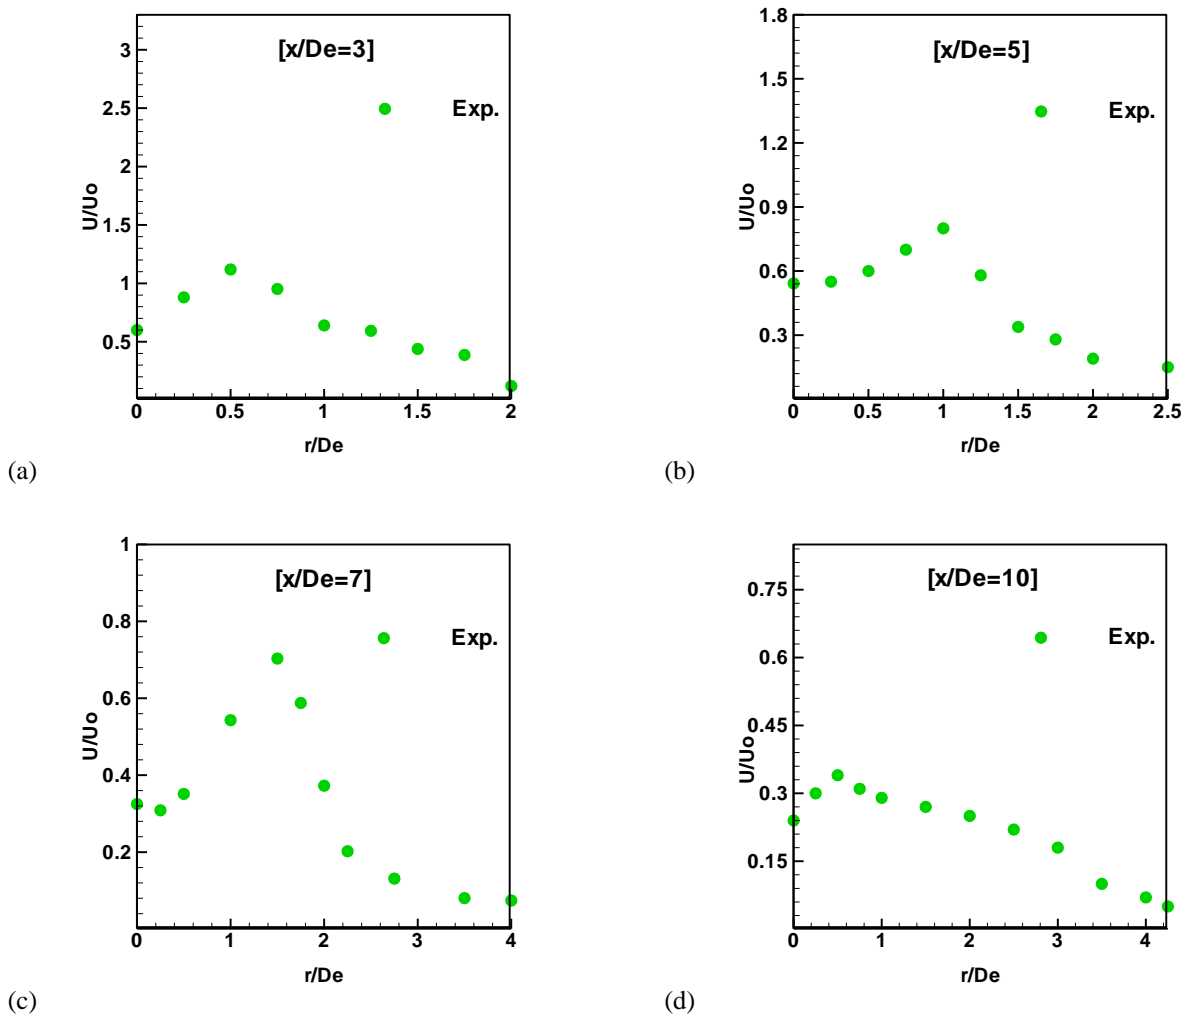 [x/De=3]
Exp.
U/Uo
3
2.5
2
1.5
1
0.5
0 0.5 1 1.5 2
r/De
(a)
[x/De=5]
Exp.
U/Uo
1.8
1.5
1.2
0.9
0.6
0.3
0 0.5 1 1.5 2 2.5
r/De
(b)
[x/De=7]
Exp.
U/Uo
1
0.8
0.6
0.4
0.2
0 1 2 3 4
r/De
(c)
[x/De=10]
Exp.
U/Uo
0.75
0.6
0.45
0.3
0.15
0 1 2 3 4
r/De
(d)